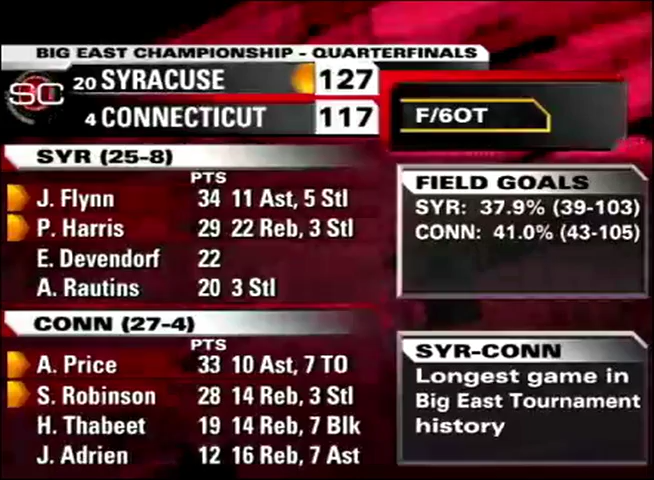 BIG EAST CHAMPIONSHIP - QUARTERFINALS
SC
20 SYRACUSE 127
4 CONNECTICUT 117
F/6OT
SYR (25-8)
PTS
J. Flynn 34 11 Ast, 5 Stl
P. Harris 29 22 Reb, 3 Stl
E. Devendorf 22
A. Rautins 20 3 Stl
CONN (27-4)
PTS
A. Price 33 10 Ast, 7 TO
S. Robinson 28 14 Reb, 3 Stl
H. Thabeet 19 14 Reb, 7 Blk
J. Adrien 12 16 Reb, 7 Ast
FIELD GOALS
SYR: 37.9% (39-103)
CONN: 41.0% (43-105)
SYR-CONN
Longest game in
Big East Tournament
history